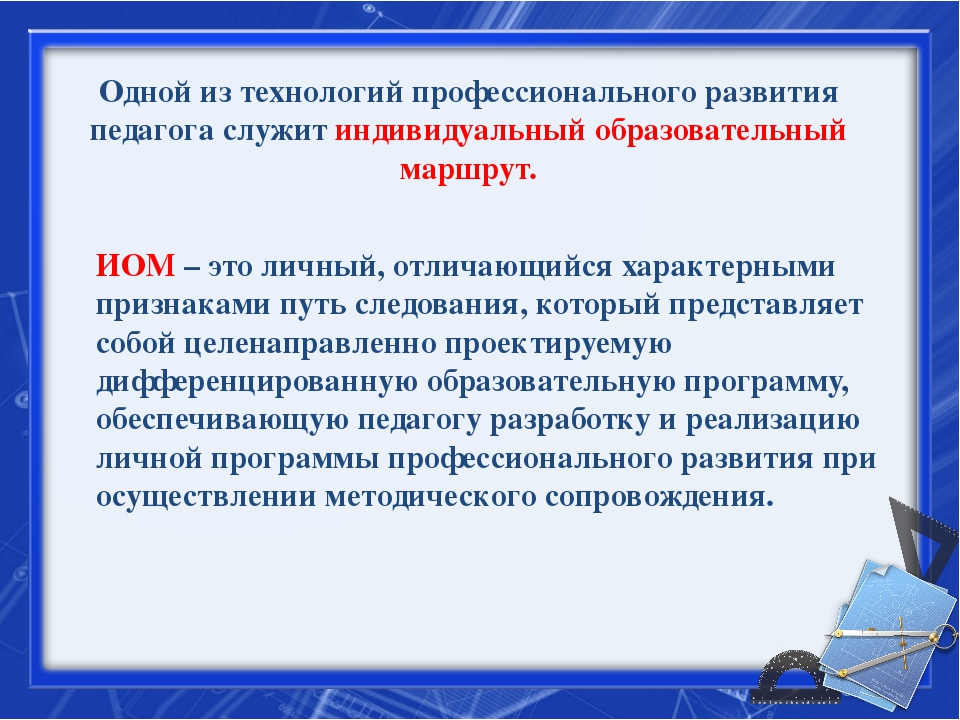 Одной из технологий профессионального развития
педагога служит индивидуальный образовательный
маршрут.
ИОМ – это личный, отличающийся характерными
признаками путь следования, который представляет
собой целенаправленно проектируемую
дифференцированную образовательную программу,
обеспечивающую педагогу разработку и реализацию
личной программы профессионального развития при
осуществлении методического сопровождения.